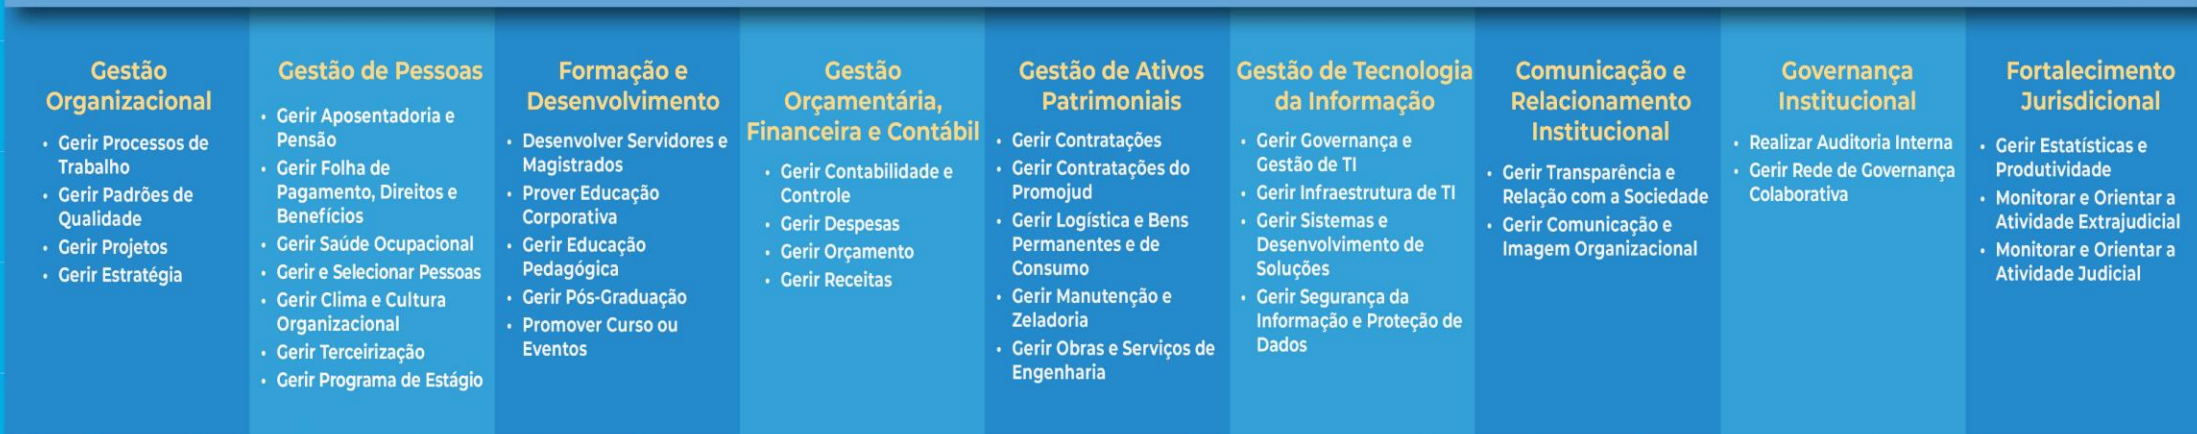 Gestão
Organizacional
• Gerir Processos de
Trabalho
• Gerir Padrões de
Qualidade
• Gerir Projetos
• Gerir Estratégia
Gestão de Pessoas
• Gerir Aposentadoria e
Pensão
• Gerir Folha de
Pagamento, Direitos e
Benefícios
• Gerir Saúde Ocupacional
• Gerir e Selecionar Pessoas
• Gerir Clima e Cultura
Organizacional
• Gerir Terceirização
• Gerir Programa de Estágio
Formação e
Desenvolvimento
• Desenvolver Servidores e
Magistrados
• Prover Educação
Corporativa
• Gerir Educação
Pedagógica
• Gerir Pós-Graduação
• Promover Curso ou
Eventos
Gestão
Orçamentária,
Financeira e Contábil
• Gerir Contabilidade e
Controle
• Gerir Despesas
• Gerir Orçamento
• Gerir Receitas
Gestão de Ativos
Patrimoniais
• Gerir Contratações
• Gerir Contratações do
Promojud
• Gerir Logística e Bens
Permanentes e de
Consumo
• Gerir Manutenção e
Zeladoria
• Gerir Obras e Serviços de
Engenharia
Gestão de Tecnologia
da Informação
• Gerir Governança e
Gestão de TI
• Gerir Infraestrutura de TI
• Gerir Sistemas e
Desenvolvimento de
Soluções
• Gerir Segurança da
Informação e Proteção de
Dados
Comunicação e
Relacionamento
Institucional
• Gerir Transparência e
Relação com a Sociedade
• Gerir Comunicação e
Imagem Organizacional
Governança
Institucional
• Realizar Auditoria Interna
• Gerir Rede de Governança
Colaborativa
Fortalecimento
Jurisdicional
• Gerir Estatísticas e
Produtividade
• Monitorar e Orientar a
Atividade Extrajudicial
• Monitorar e Orientar a
Atividade Judicial